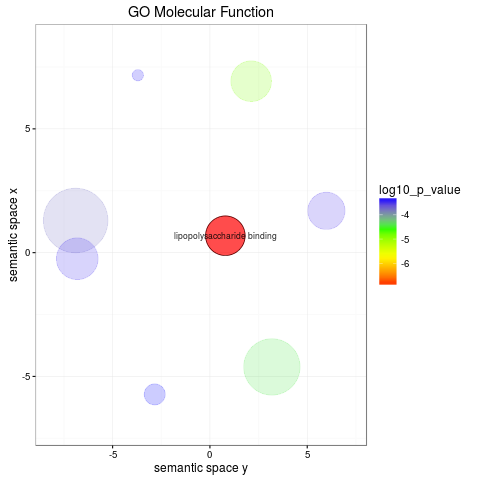 GO Molecular Function
log10_p_value
-4
-5
-6
semantic space x
5
0
-5
lipopolysaccharide binding
-5
0
5
semantic space y